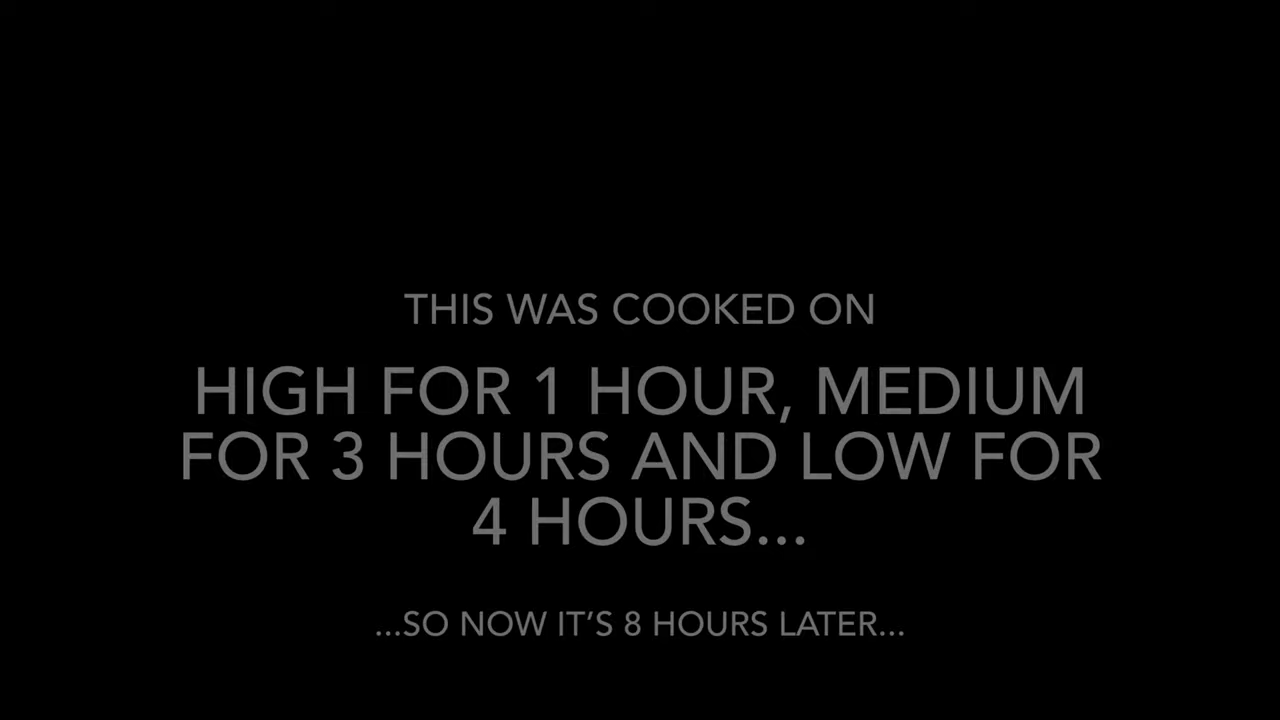 THIS WAS COOKED ON
HIGH FOR 1 HOUR, MEDIUM
FOR 3 HOURS AND LOW FOR
4 HOURS...
...SO NOW IT’S 8 HOURS LATER...